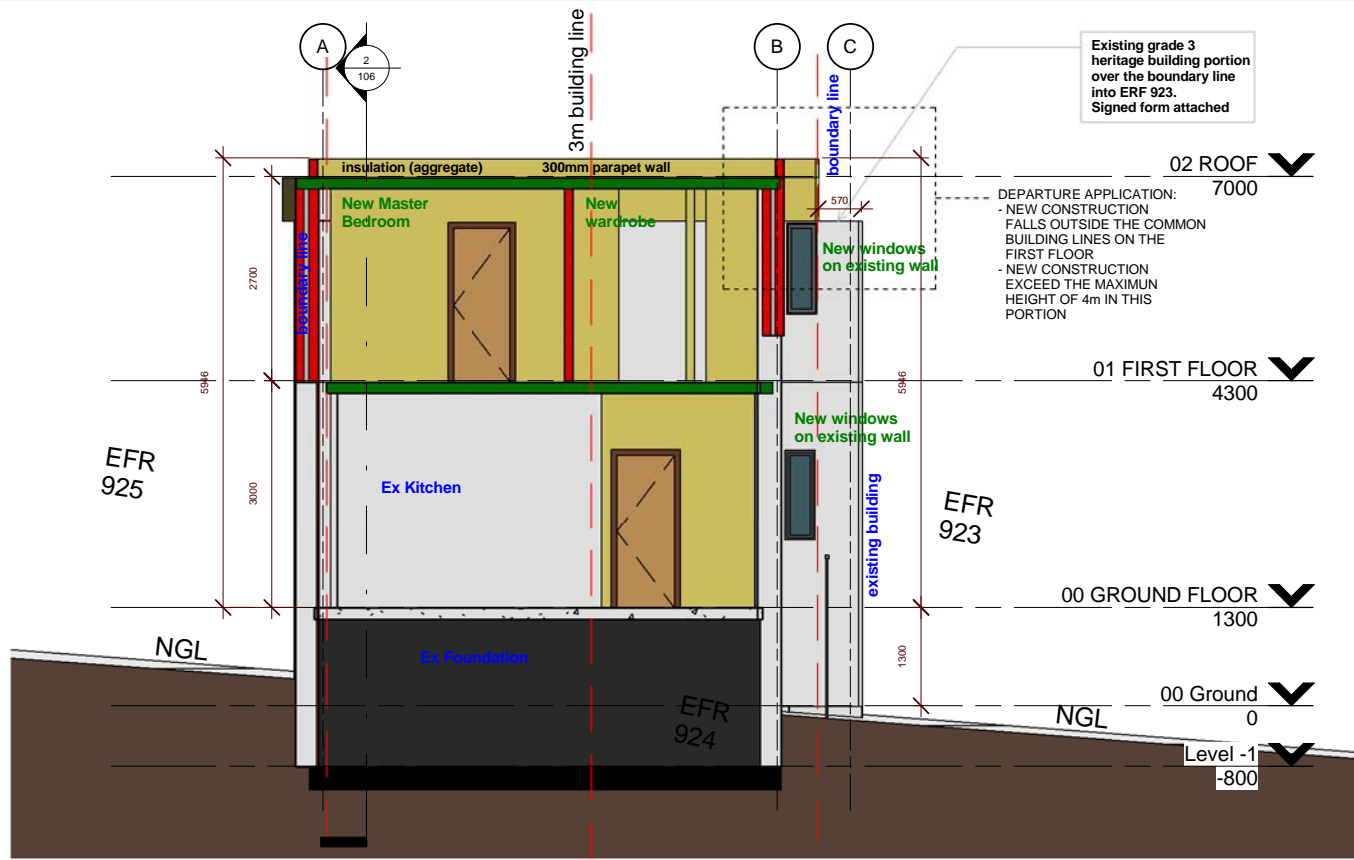 A
2
106
3m building line
B
C
boundary line
Existing grade 3
heritage building portion
over the boundary line
into ERF 923.
Signed form attached
insulation (aggregate)
300mm parapet wall
02 ROOF
7000
New Master
Bedroom
New
wardrobe
570
DEPARTURE APPLICATION:
- NEW CONSTRUCTION
FALLS OUTSIDE THE COMMON
BUILDING LINES ON THE
FIRST FLOOR
- NEW CONSTRUCTION
EXCEED THE MAXIMUN
HEIGHT OF 4m IN THIS
PORTION
New windows
on existing wall
boundary line
2700
5946
5946
01 FIRST FLOOR
4300
New windows
on existing wall
EFR
925
3000
Ex Kitchen
existing building
EFR
923
00 GROUND FLOOR
1300
NGL
Ex Foundation
1300
EFR
924
00 Ground
0
NGL
Level -1
-800